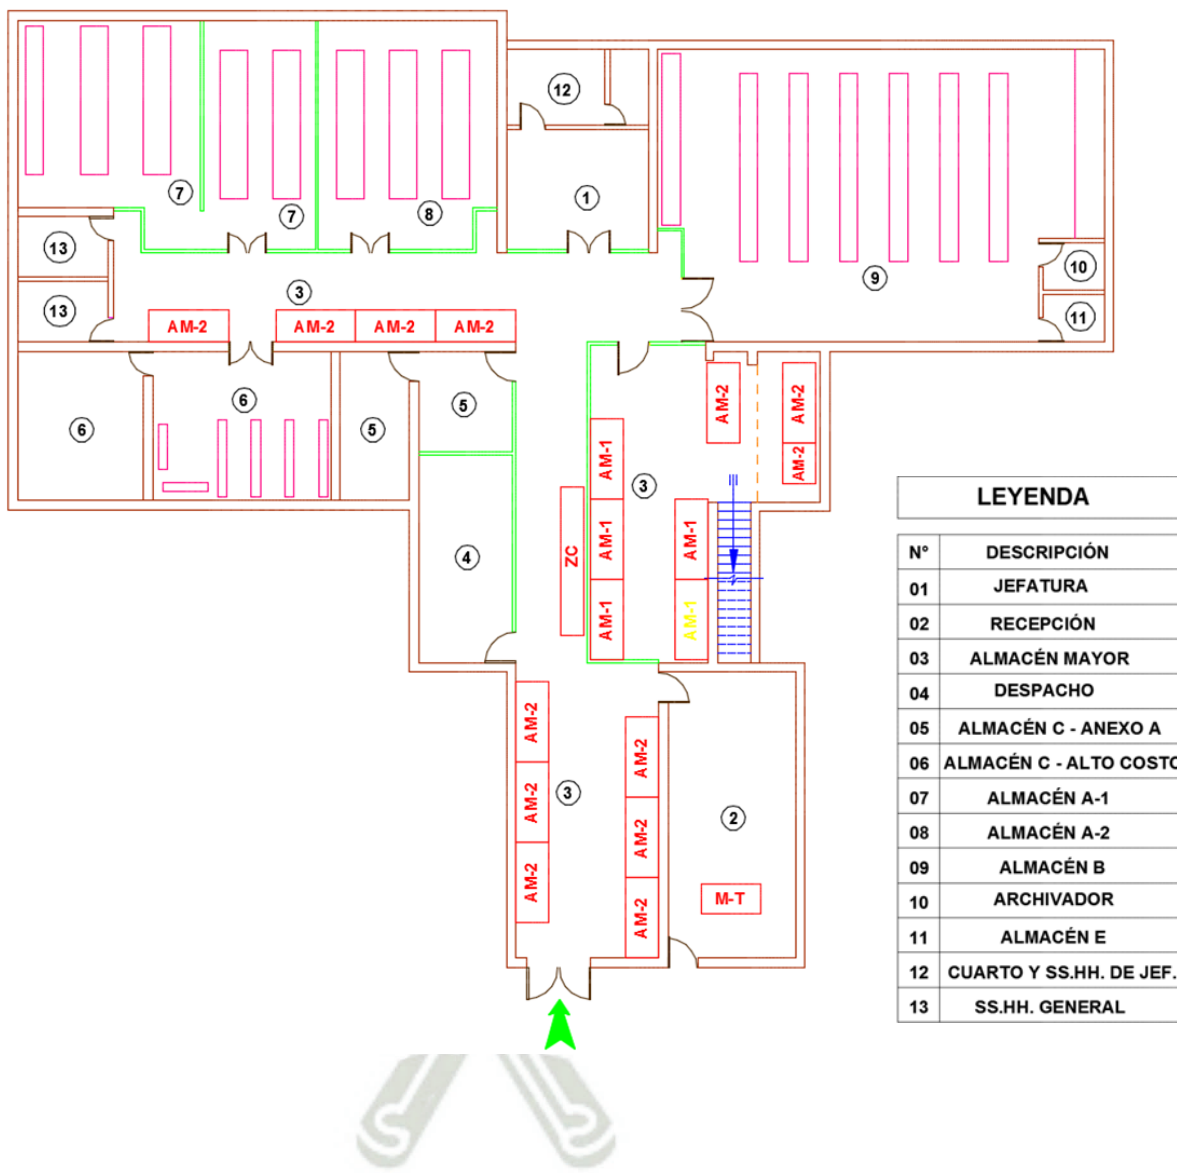 12
7
7
8
1
13
9
10
3
13
11
AM-2
AM-2
AM-2
AM-2
6
6
5
5
AM-2
AM-2
AM-2
AM-1
3
AM-1
AM-1
ZC
4
AM-1
AM-1
AM-2
AM-2
AM-2
3
AM-2
AM-2
AM-2
2
M-T
LEYENDA
N° DESCRIPCIÓN
01 JEFATURA
02 RECEPCIÓN
03 ALMACÉN MAYOR
04 DESPACHO
05 ALMACÉN C - ANEXO A
06 ALMACÉN C - ALTO COSTO
07 ALMACÉN A-1
08 ALMACÉN A-2
09 ALMACÉN B
10 ARCHIVADOR
11 ALMACÉN E
12 CUARTO Y SS.HH. DE JEF.
13 SS.HH. GENERAL